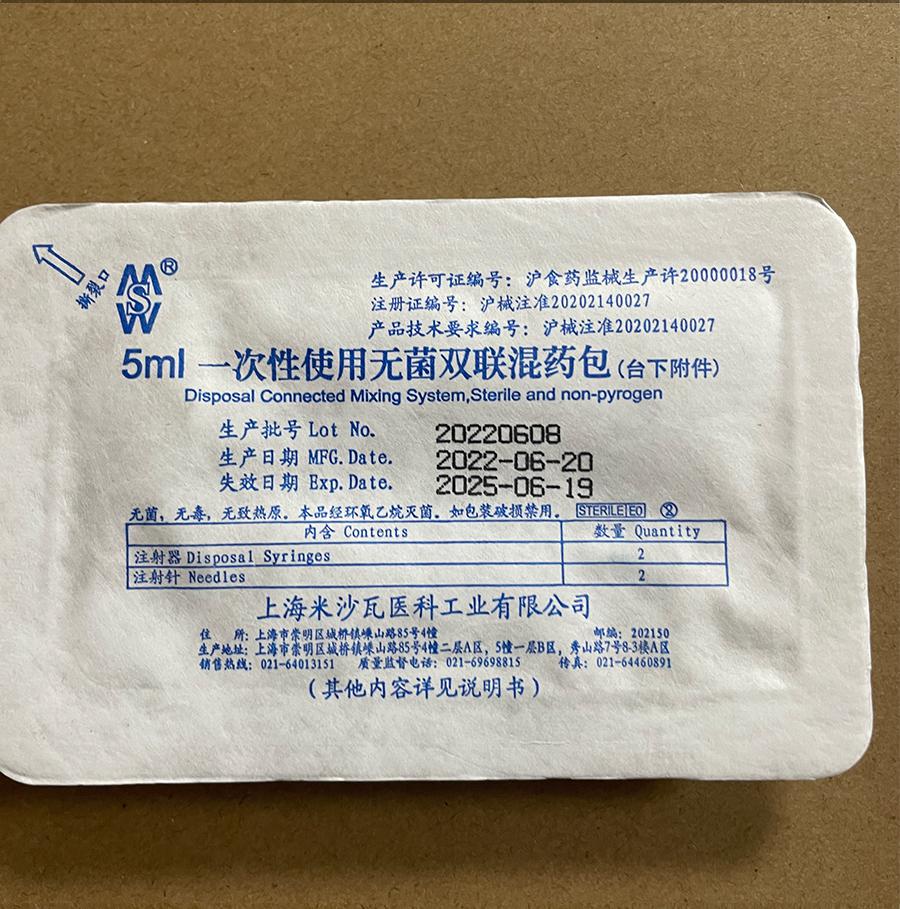 撕裂口
MSW®
生产许可证编号：沪食药监械生产许20000018号
注册证编号：沪械注准20202140027
产品技术要求编号：沪械注准20202140027
5ml 一次性使用无菌双联混药包(台下附件)
Disposal Connected Mixing System,Sterile and non-pyrogen
生产批号 Lot No. 20220608
生产日期 MFG.Date. 2022-06-20
失效日期 Exp.Date. 2025-06-19
无菌，无毒，无致热原。本品经环氧乙烷灭菌。如包装破损禁用。 STERILE EO 2
内含 Contents 数量 Quantity
注射器 Disposal Syringes 2
注射针 Needles 2
上海米沙瓦医科工业有限公司
住 所：上海市崇明区城桥镇嵊山路85号4幢 邮编：202150
生产地址：上海市崇明区城桥镇嵊山路85号4幢二层A区，5幢一层B区，秀山路7号8-3楼A区
销售热线：021-64013151 质量监督电话：021-69698815 传真：021-64460891
(其他内容详见说明书)